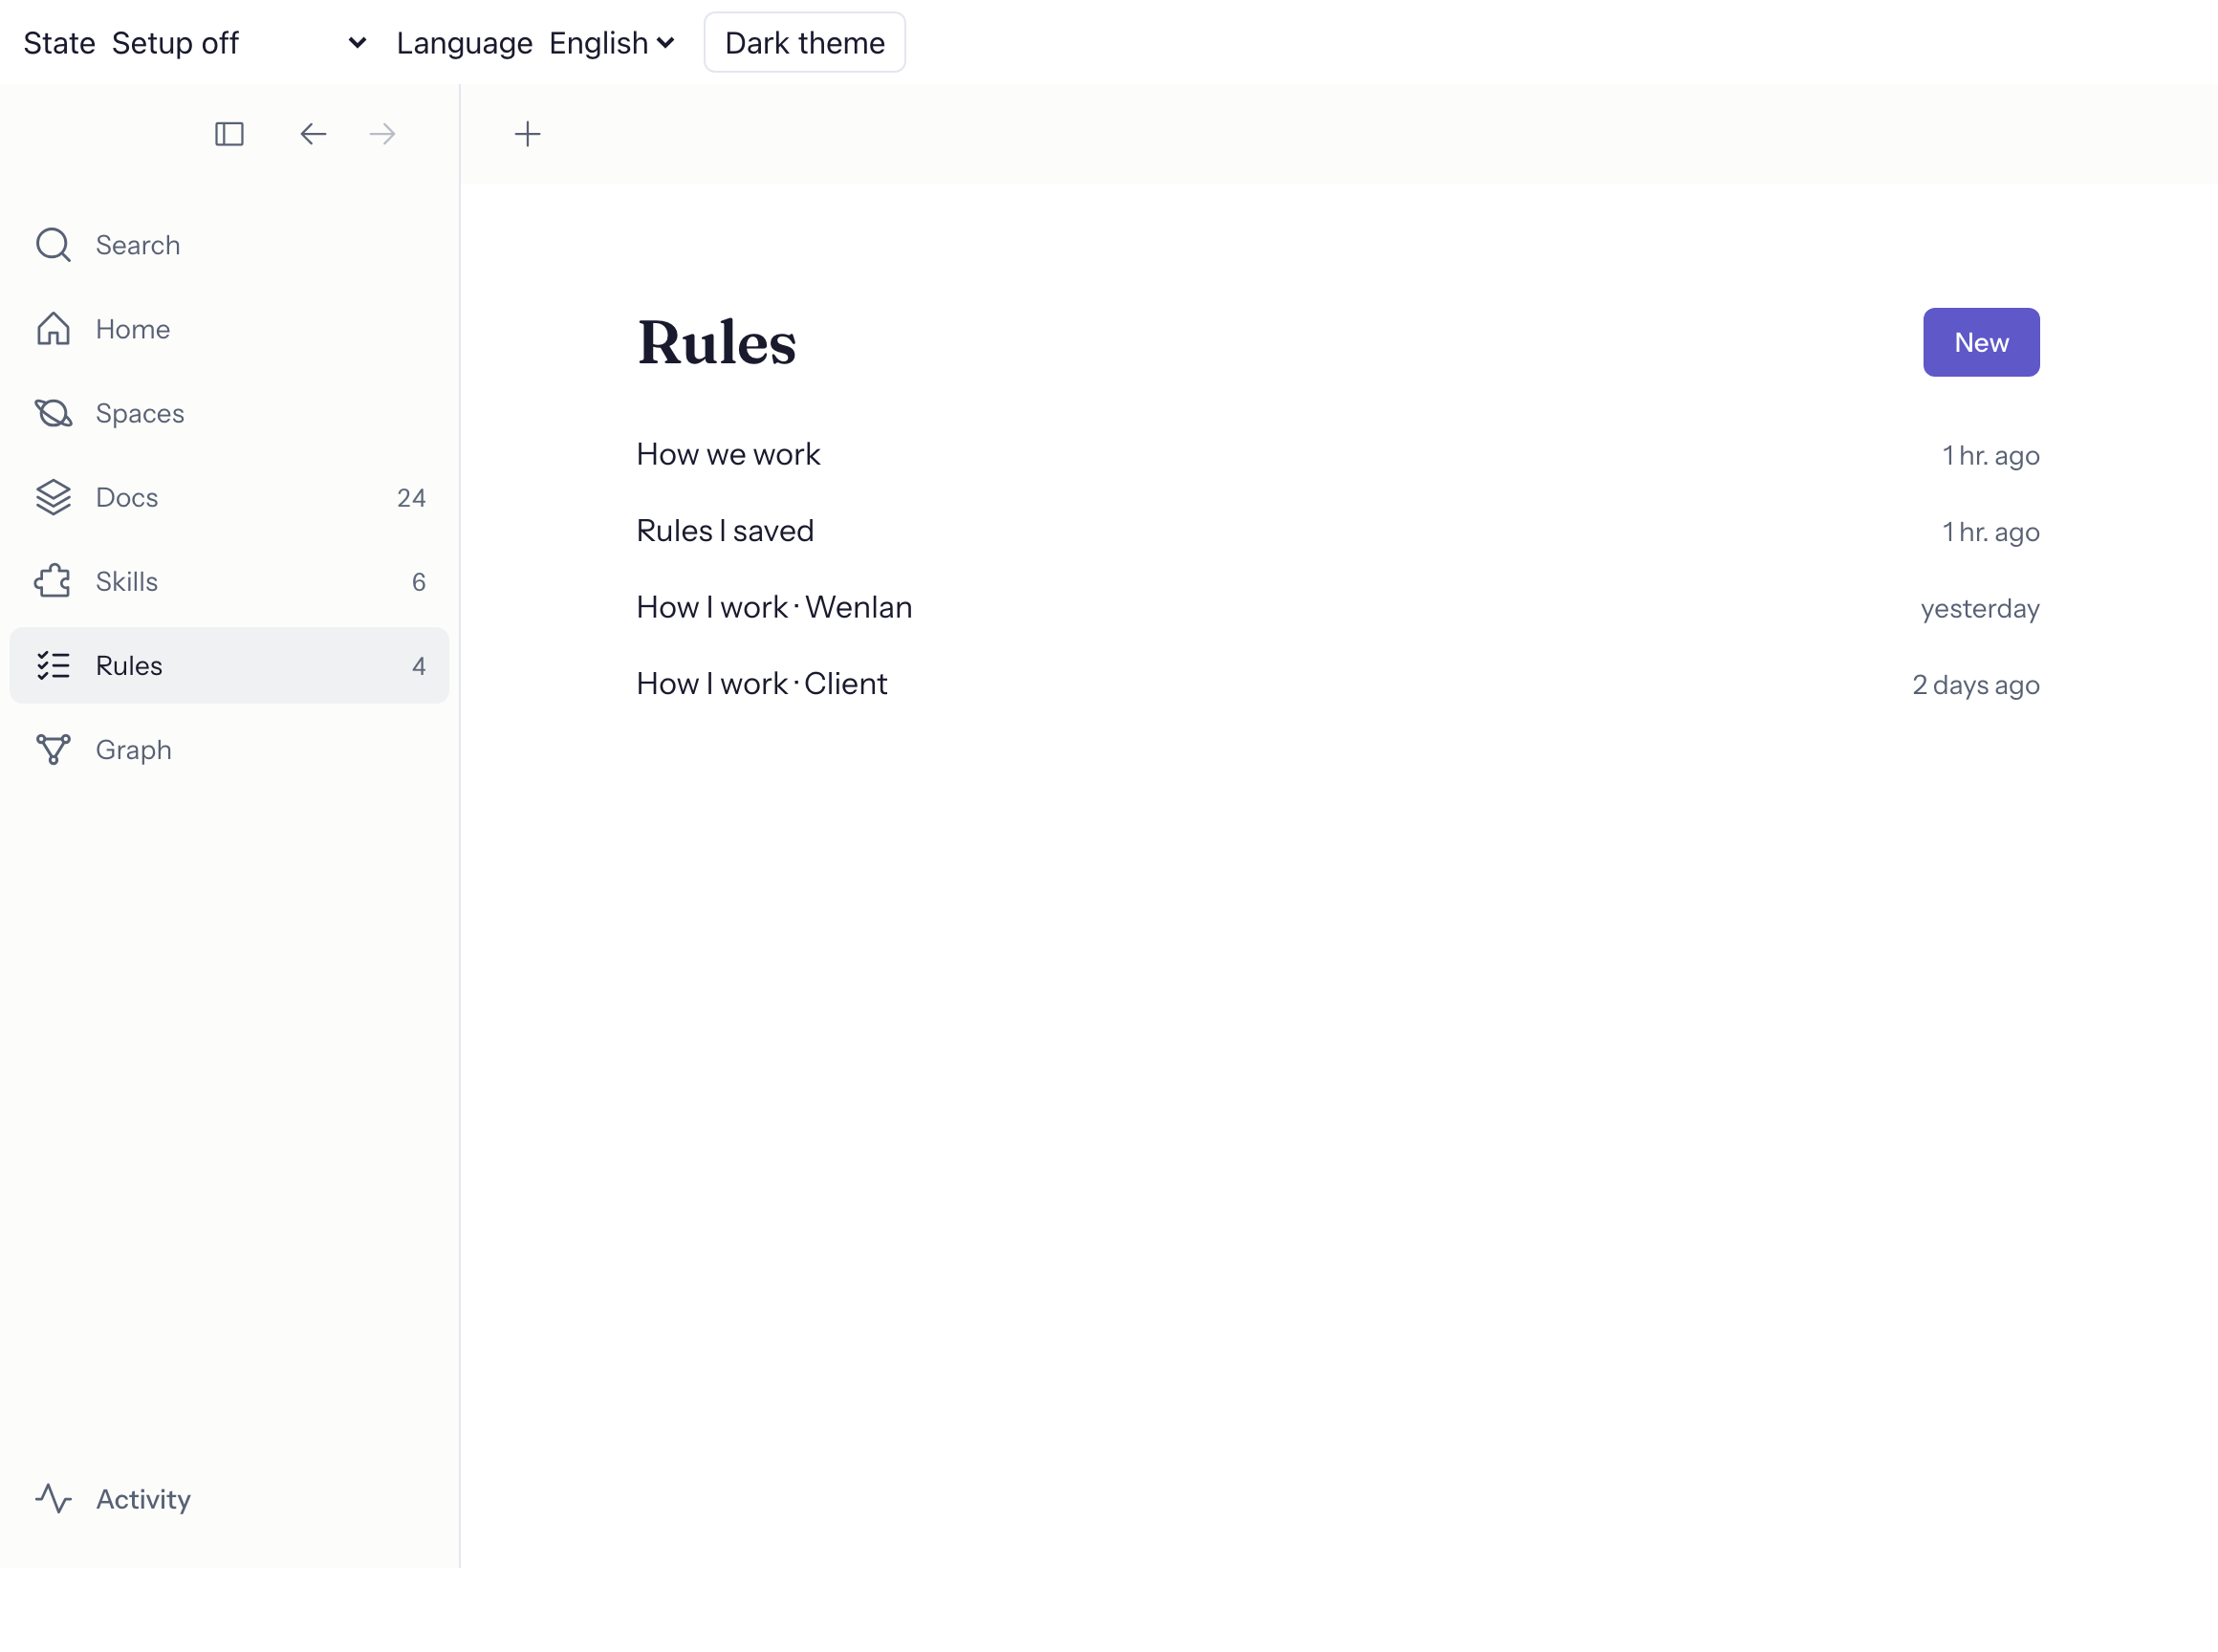 State Setup off Language English Dark theme
Search
Home
Spaces
Docs 24
Skills 6
Rules 4
Graph
Activity
Rules New
How we work 1 hr. ago
Rules I saved 1 hr. ago
How I work · Wenlan yesterday
How I work · Client 2 days ago